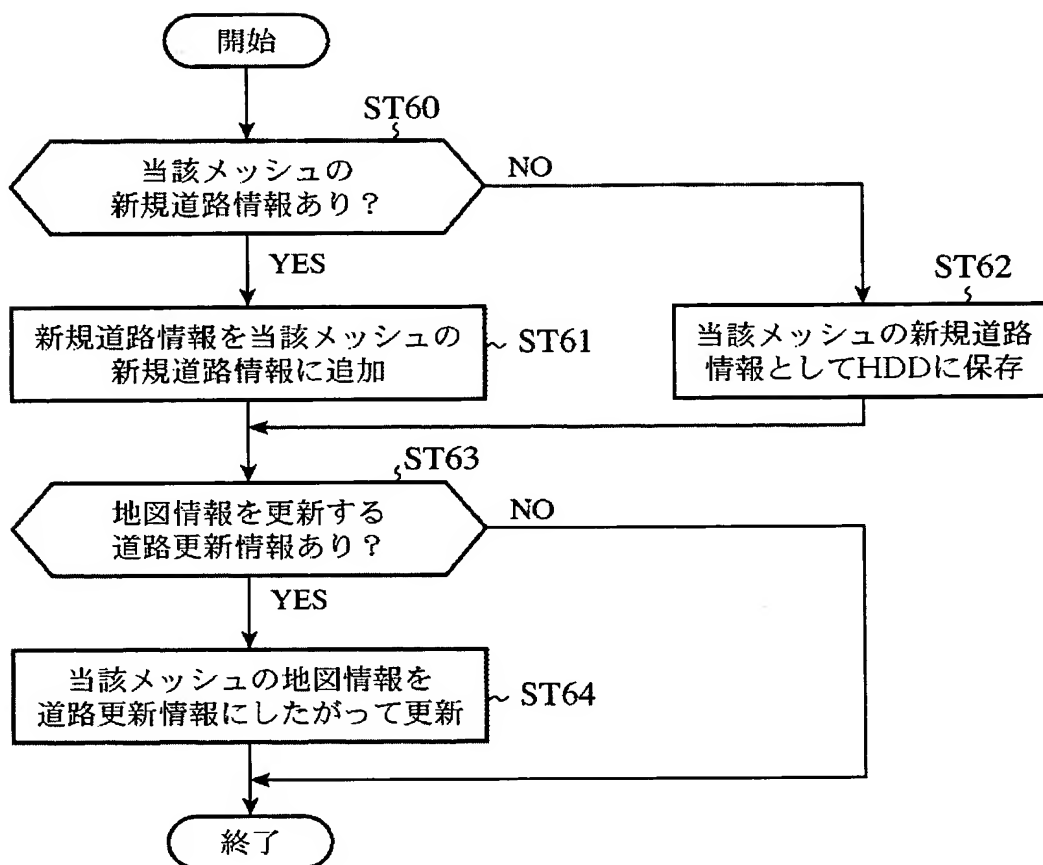 開始
ST60
当該メッシュの
新規道路情報あり？
NO
YES
ST62
新規道路情報を当該メッシュの
新規道路情報に追加
ST61
当該メッシュの新規道路
情報としてHDDに保存
ST63
地図情報を更新する
道路更新情報あり？
NO
YES
当該メッシュの地図情報を
道路更新情報にしたがって更新
ST64
終了